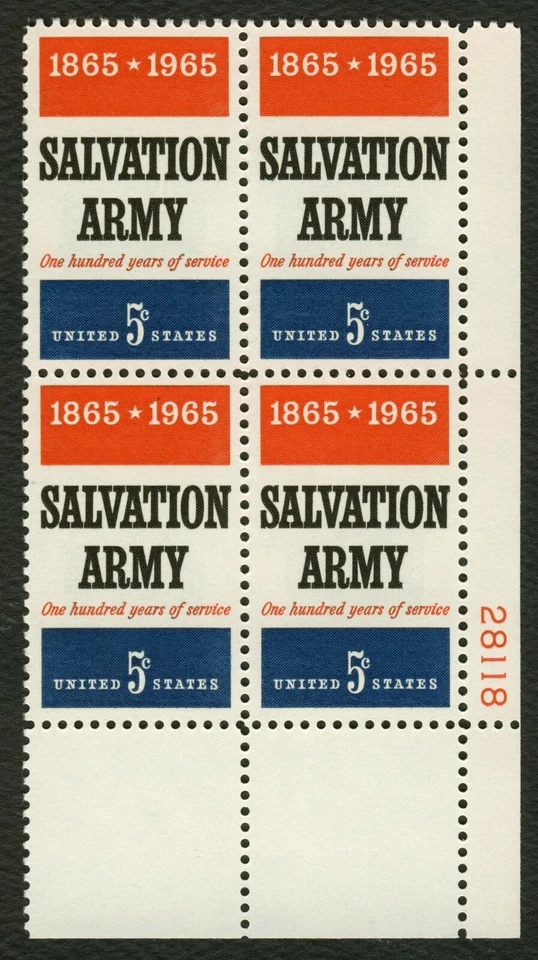 1865 ★ 1965
SALVATION
ARMY
One hundred years of service
5c
UNITED STATES
1865 ★ 1965
SALVATION
ARMY
One hundred years of service
5c
UNITED STATES
1865 ★ 1965
SALVATION
ARMY
One hundred years of service
5c
UNITED STATES
1865 ★ 1965
SALVATION
ARMY
One hundred years of service
5c
UNITED STATES
28118